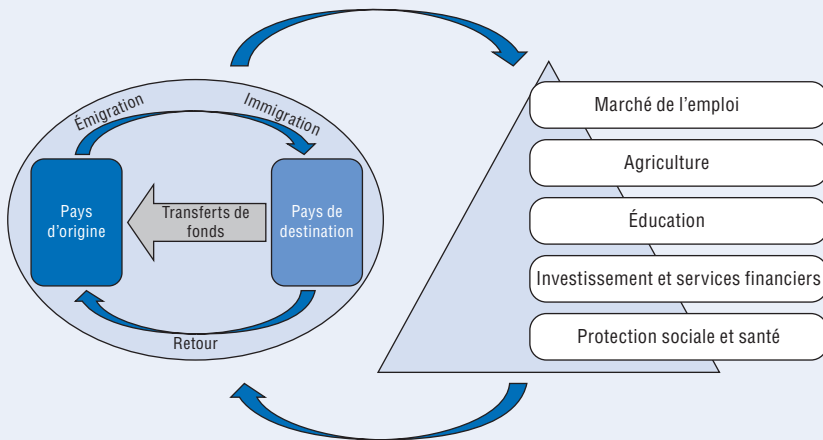 Émigration
Immigration
Pays
d'origine
Transferts de
fonds
Pays de
destination
Retour
Marché de l'emploi
Agriculture
Éducation
Investissement et services financiers
Protection sociale et santé